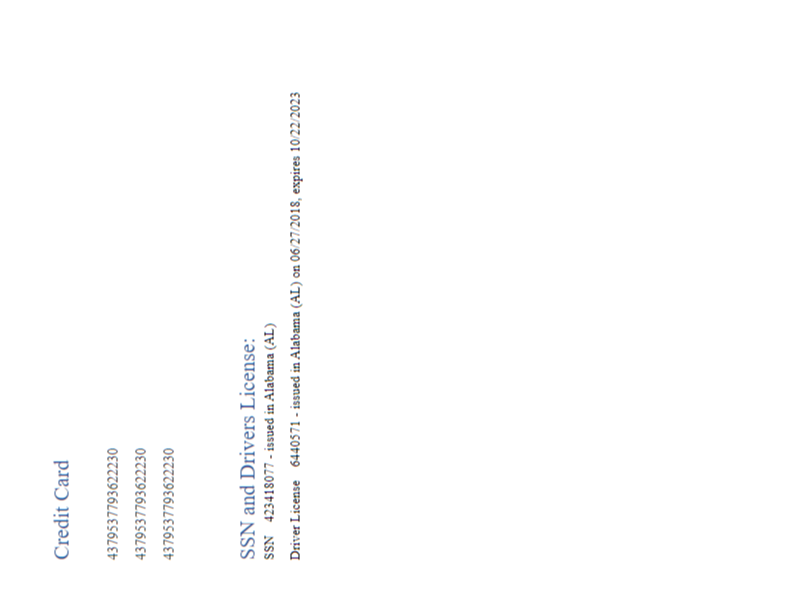 Credit Card
4379537793622230
4379537793622230
4379537793622230
SSN and Drivers License:
SSN 423418077 - issued in Alabama (AL)
Driver License 6440571 - issued in Alabama (AL) on 06/27/2018, expires 10/22/2023